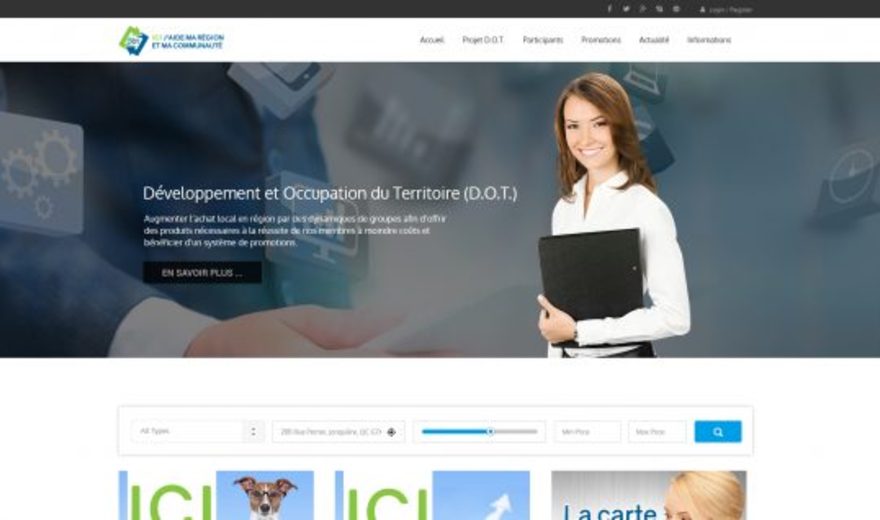 Login / Register
ICI J'AIDE MA RÉGION
ET MA COMMUNAUTÉ
Accueil Projet D.O.T. Participants Promotions Actualité Informations
Développement et Occupation du Territoire (D.O.T.)
Augmenter l'achat local en région par des dynamiques de groupes afin d'offrir
des produits nécessaires à la réussite de nos membres à moindre coûts et
bénéficier d'un système de promotions.
EN SAVOIR PLUS ...
All Types Min Price Max Price
ICI ICI La carte